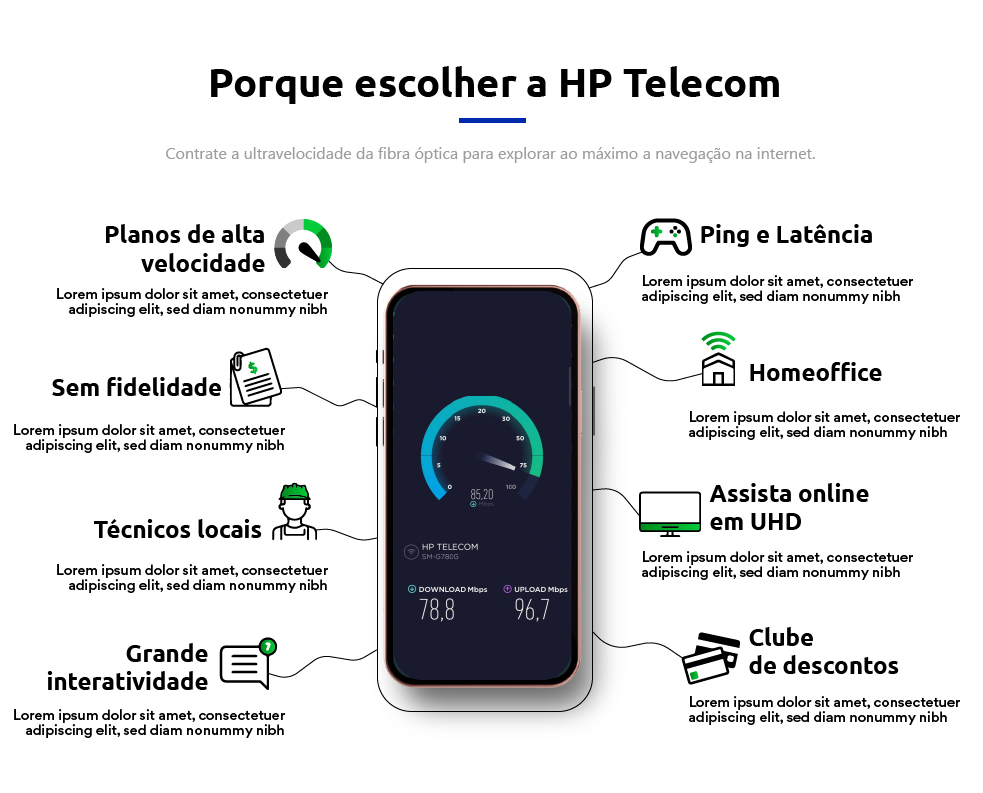 Porque escolher a HP Telecom
Contrate a ultravelocidade da fibra óptica para explorar ao máximo a navegação na internet.
Planos de alta
velocidade
Lorem ipsum dolor sit amet, consectetuer
adipiscing elit, sed diam nonummy nibh
Sem fidelidade
$
Lorem ipsum dolor sit amet, consectetuer
adipiscing elit, sed diam nonummy nibh
Técnicos locais
Lorem ipsum dolor sit amet, consectetuer
adipiscing elit, sed diam nonummy nibh
Grande
interatividade
Lorem ipsum dolor sit amet, consectetuer
adipiscing elit, sed diam nonummy nibh
0
5
10
15
20
30
50
75
100
85,20
Mbps
HP TELECOM
SM-G780G
DOWNLOAD Mbps
78,8
UPLOAD Mbps
96,7
Ping e Latência
Lorem ipsum dolor sit amet, consectetuer
adipiscing elit, sed diam nonummy nibh
Homeoffice
Lorem ipsum dolor sit amet, consectetuer
adipiscing elit, sed diam nonummy nibh
Assista online
em UHD
Lorem ipsum dolor sit amet, consectetuer
adipiscing elit, sed diam nonummy nibh
Clube
de descontos
Lorem ipsum dolor sit amet, consectetuer
adipiscing elit, sed diam nonummy nibh